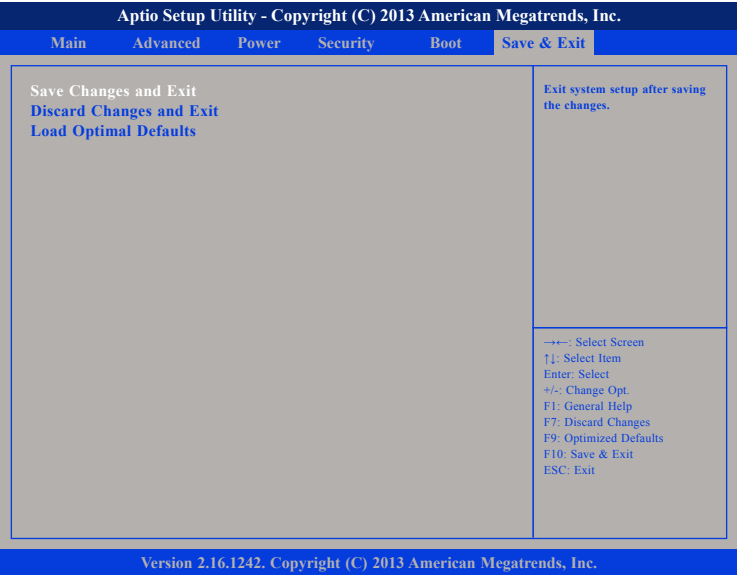 Aptio Setup Utility - Copyright (C) 2013 American Megatrends, Inc.
Main Advanced Power Security Boot Save & Exit
Save Changes and Exit
Discard Changes and Exit
Load Optimal Defaults
Exit system setup after saving
the changes.
→←: Select Screen
↑↓: Select Item
Enter: Select
+/-: Change Opt.
F1: General Help
F7: Discard Changes
F9: Optimized Defaults
F10: Save & Exit
ESC: Exit
Version 2.16.1242. Copyright (C) 2013 American Megatrends, Inc.